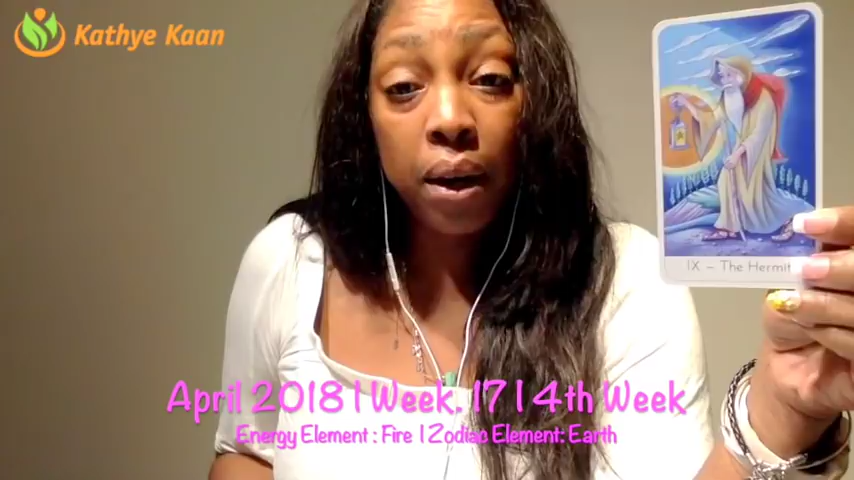 Kathye Kaan
IX – The Hermit
April 2018 | Week. 17 | 4th Week
Energy Element : Fire | Zodiac Element: Earth